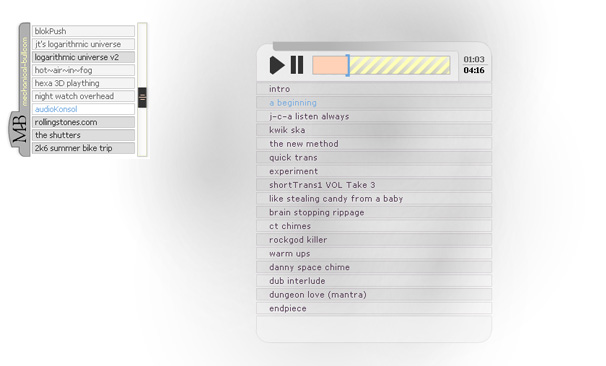 blokPush
jt's logarithmic universe
logarithmic universe v2
hot~air~in~fog
hexa 3D plaything
night watch overhead
audioKonsol
rollingstones.com
the shutters
2k6 summer bike trip
mechanical-bull.com
MB
01:03
04:16
intro
a beginning
j-c-a listen always
kwik ska
the new method
quick trans
experiment
shortTrans1 VOL Take 3
like stealing candy from a baby
brain stopping rippage
ct chimes
rockgod killer
warm ups
danny space chime
dub interlude
dungeon love (mantra)
endpiece